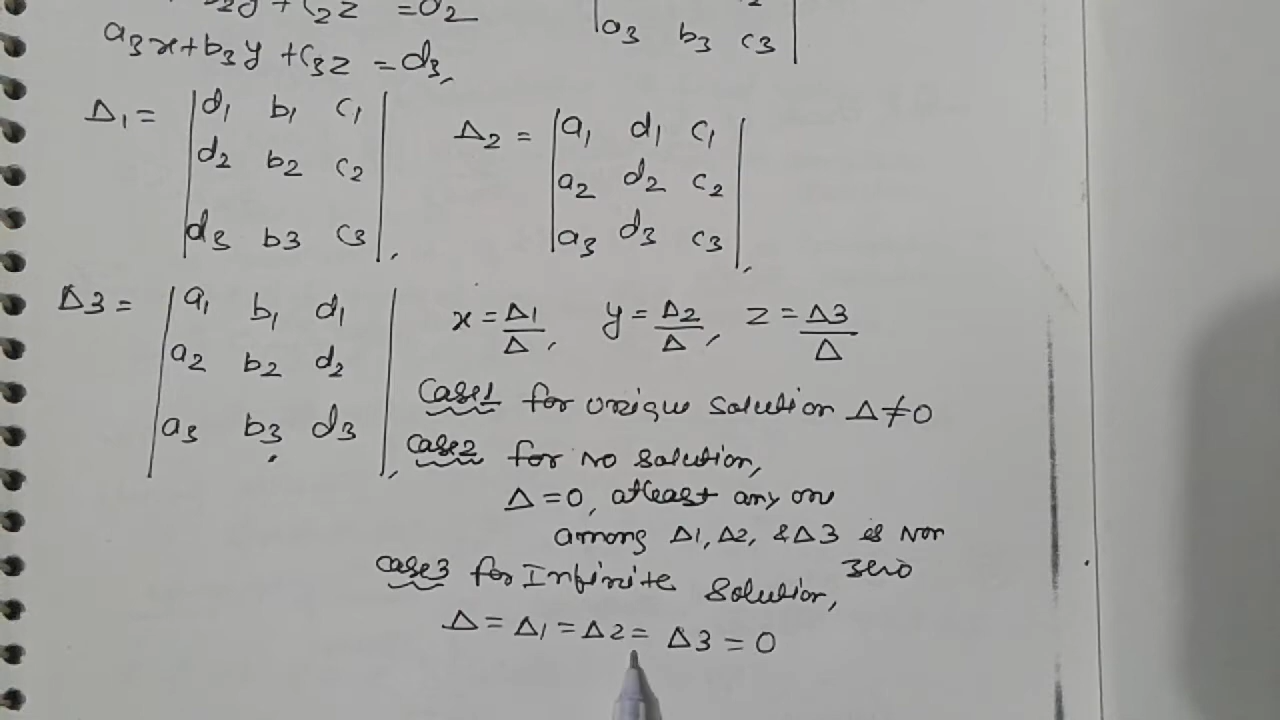 2y + c2z = d2
a3x + b3y + c3z = d3,
a3 b3 c3
Δ1 = | d1 b1 c1 |
| d2 b2 c2 |
| d3 b3 c3 |,
Δ2 = | a1 d1 c1 |
| a2 d2 c2 |
| a3 d3 c3 |,
Δ3 = | a1 b1 d1 |
| a2 b2 d2 |
| a3 b3 d3 |,
x = Δ1/Δ, y = Δ2/Δ, z = Δ3/Δ
Case1 for unique solution Δ≠0
Case2 for No solution,
Δ=0, atleast any one
among Δ1, Δ2, & Δ3 is Non
zero
Case3 for Infinite solution,
Δ = Δ1 = Δ2 = Δ3 = 0